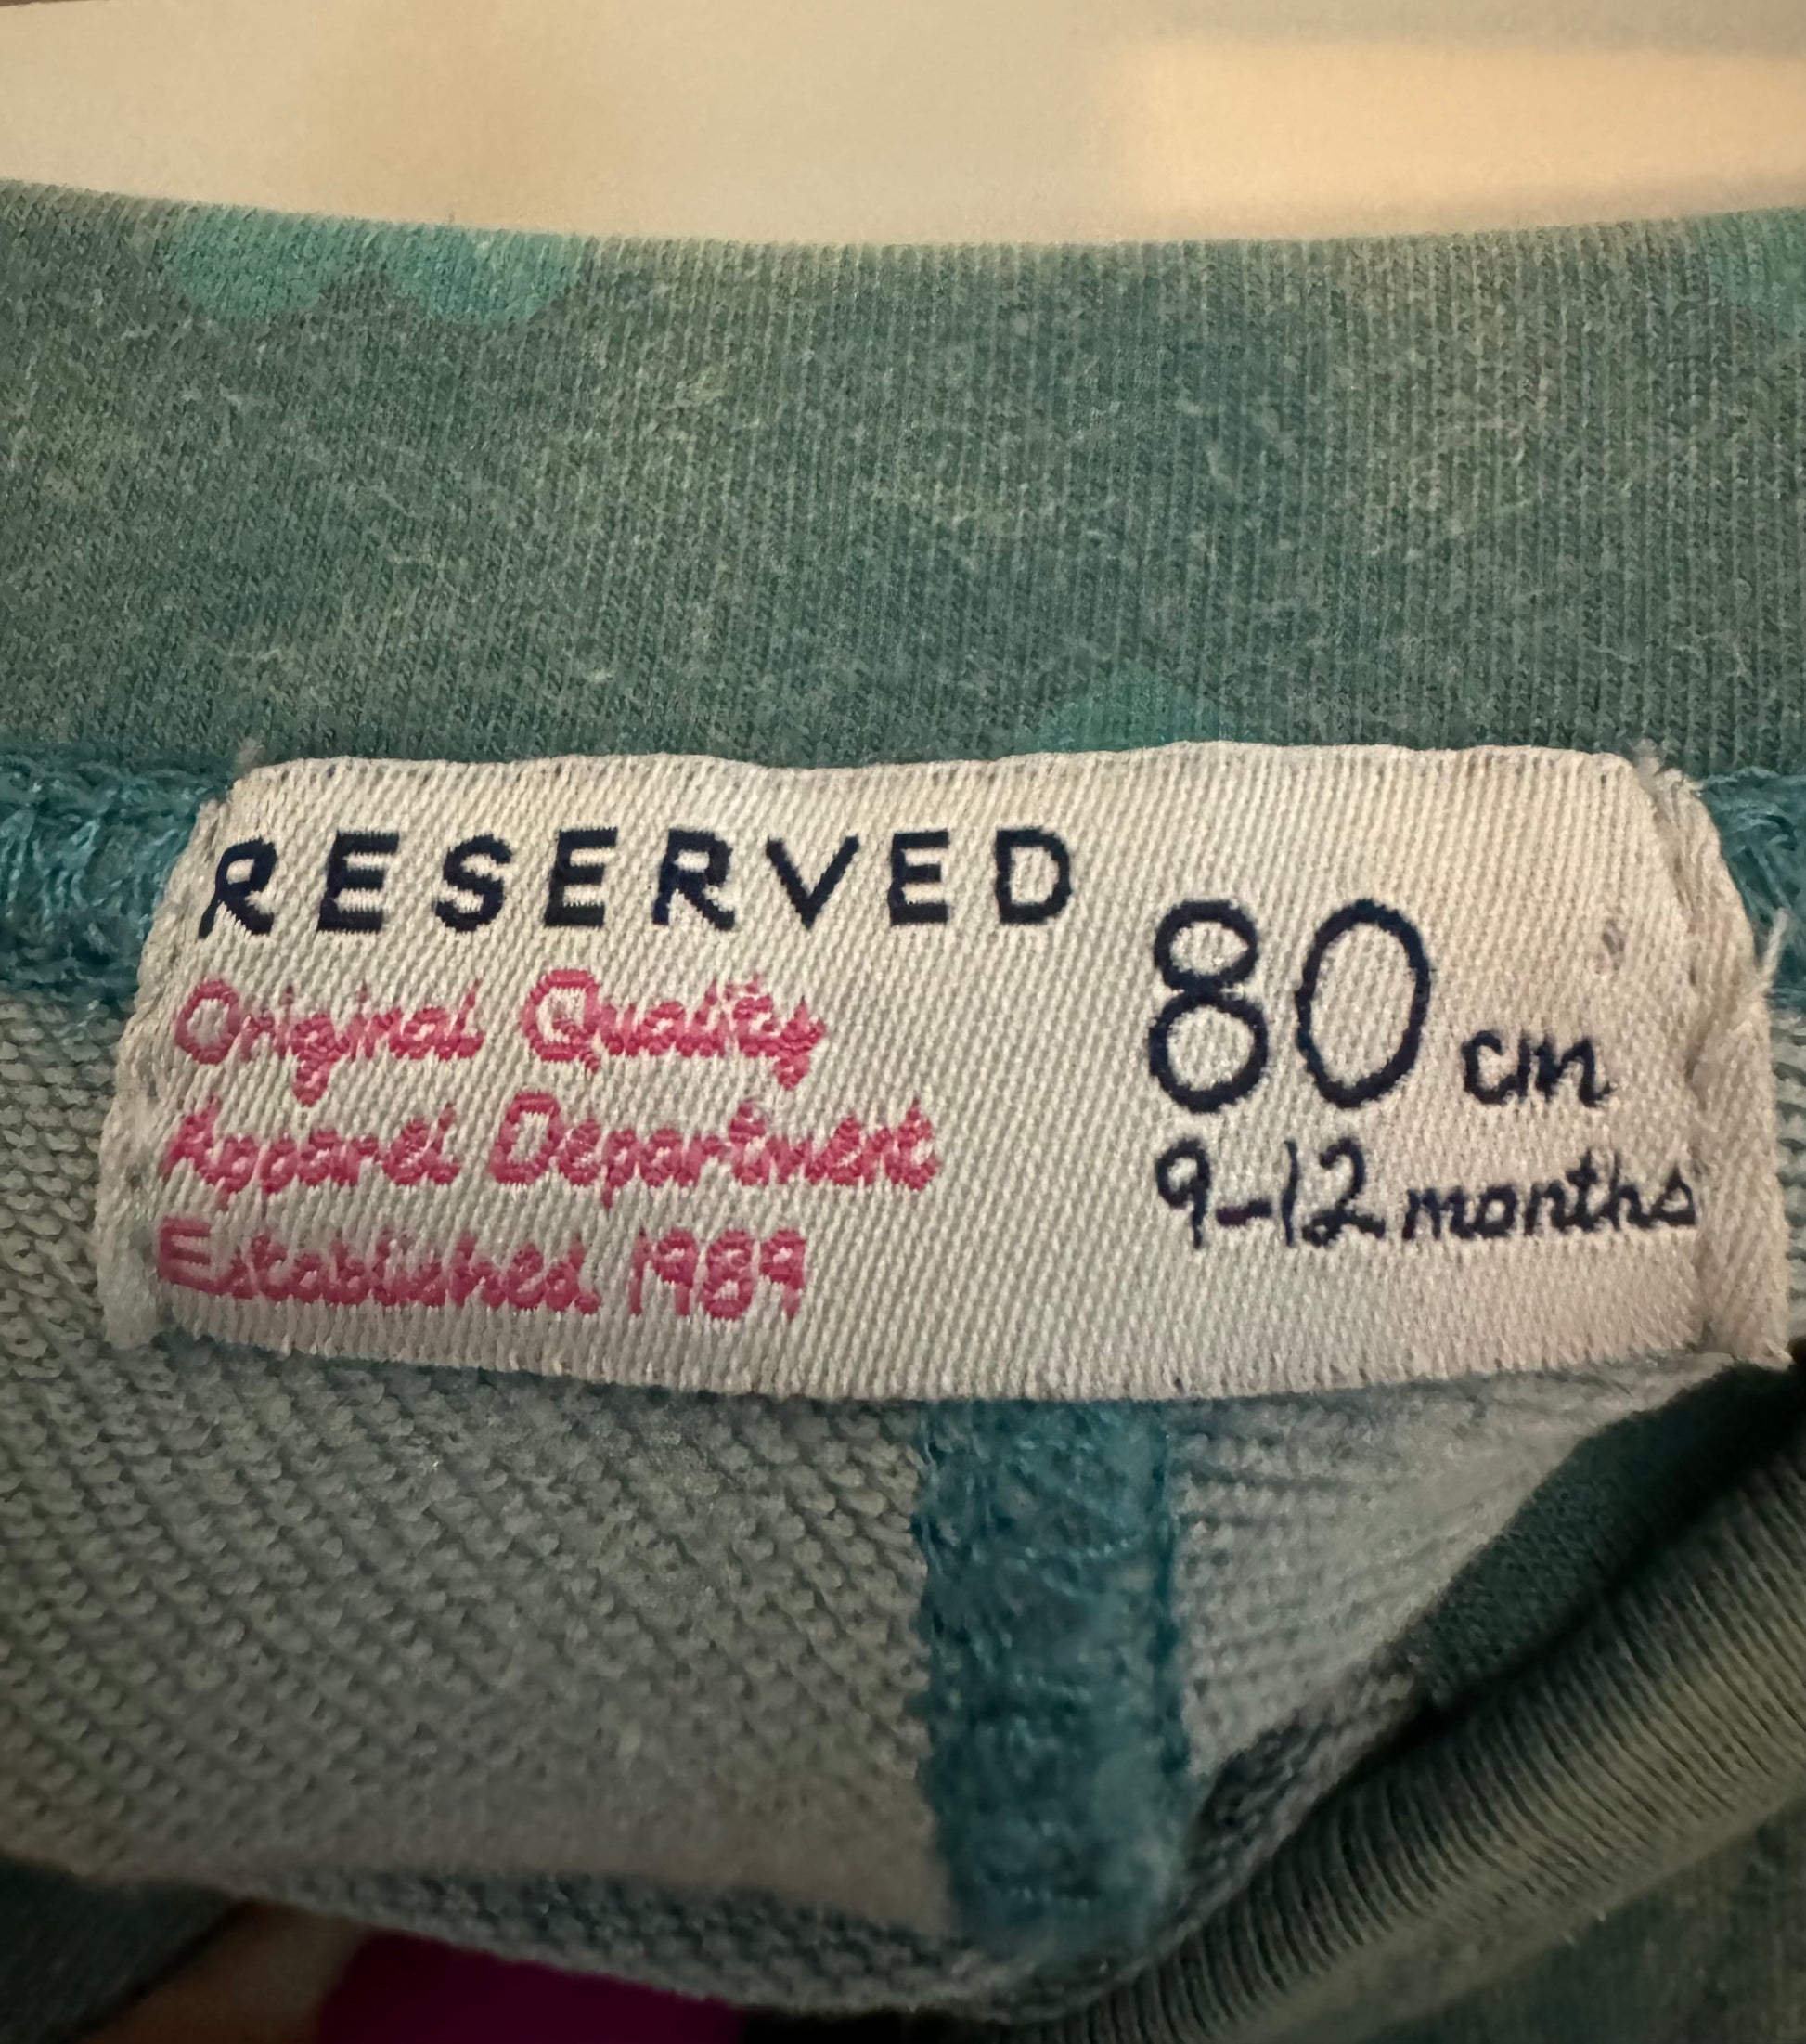 RESERVED
Original Quality
Apparel Department
Established 1989
80 cm
9-12 months